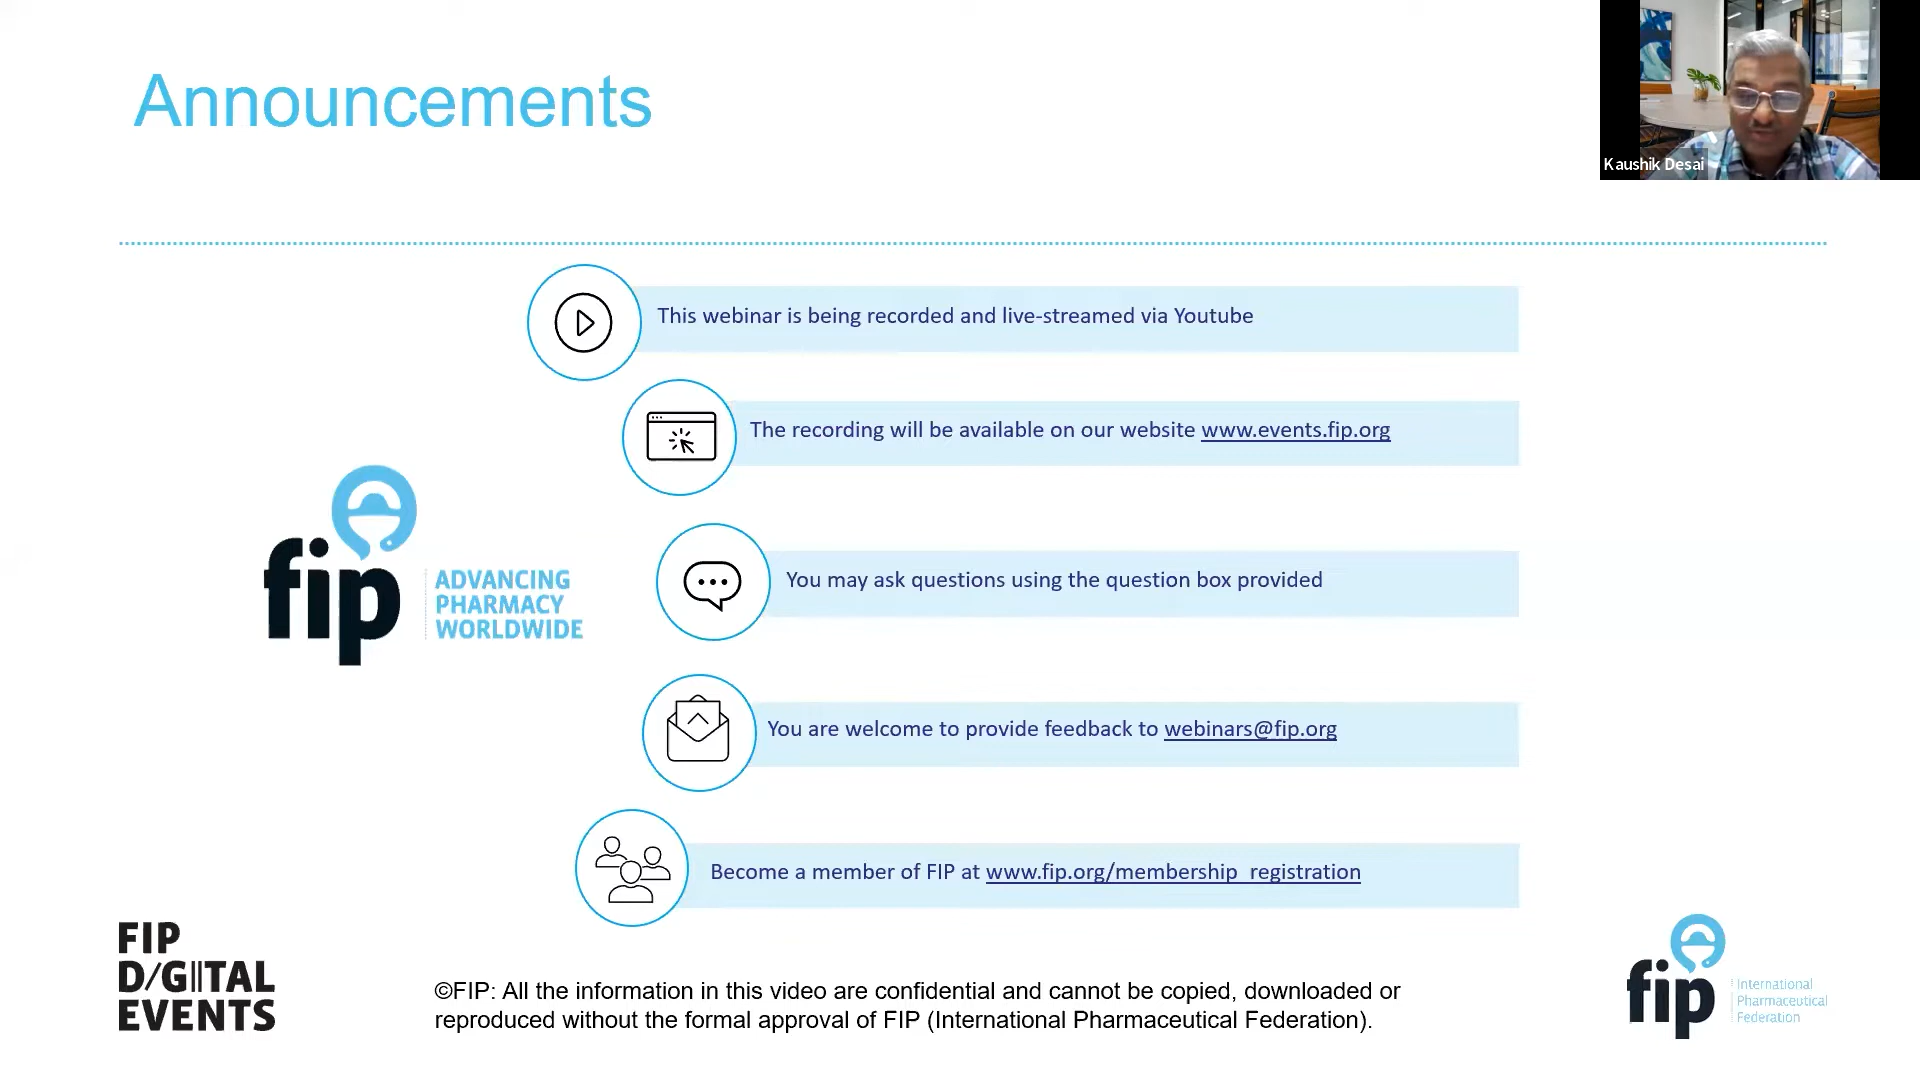 Announcements
Kaushik Desai
This webinar is being recorded and live-streamed via Youtube
The recording will be available on our website www.events.fip.org
fip
ADVANCING
PHARMACY
WORLDWIDE
You may ask questions using the question box provided
You are welcome to provide feedback to webinars@fip.org
Become a member of FIP at www.fip.org/membership_registration
FIP
D/GITAL
EVENTS
©FIP: All the information in this video are confidential and cannot be copied, downloaded or
reproduced without the formal approval of FIP (International Pharmaceutical Federation).
fip
International
Pharmaceutical
Federation